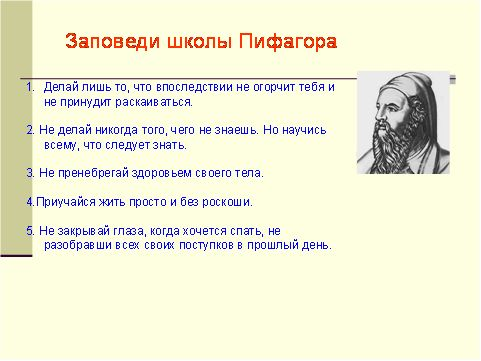 Заповеди школы Пифагора
1. Делай лишь то, что впоследствии не огорчит тебя и
не принудит раскаиваться.
2. Не делай никогда того, чего не знаешь. Но научись
всему, что следует знать.
3. Не пренебрегай здоровьем своего тела.
4.Приучайся жить просто и без роскоши.
5. Не закрывай глаза, когда хочется спать, не
разобравши всех своих поступков в прошлый день.